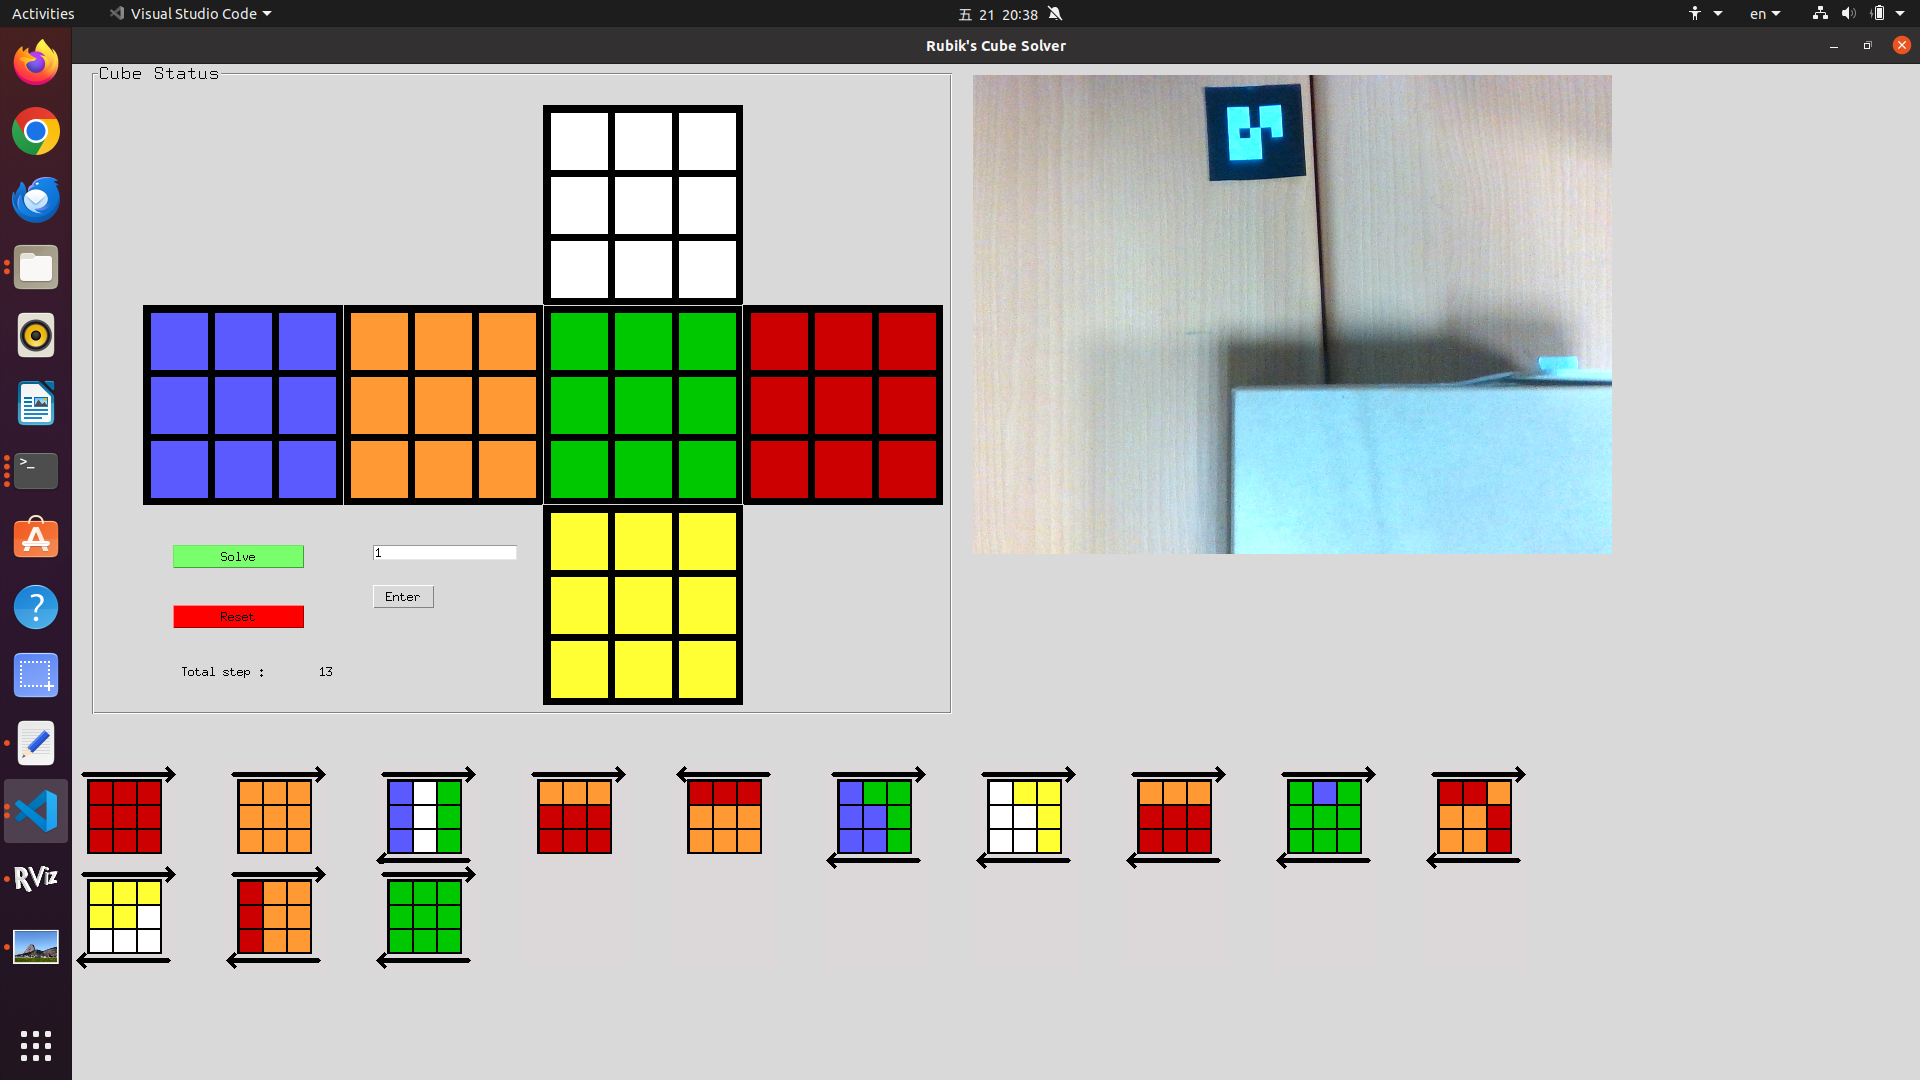 Activities
Visual Studio Code
五 21 20:38
en
Rubik's Cube Solver
Cube Status
Solve
1
Enter
Reset
Total step : 13
>_
?
RViz